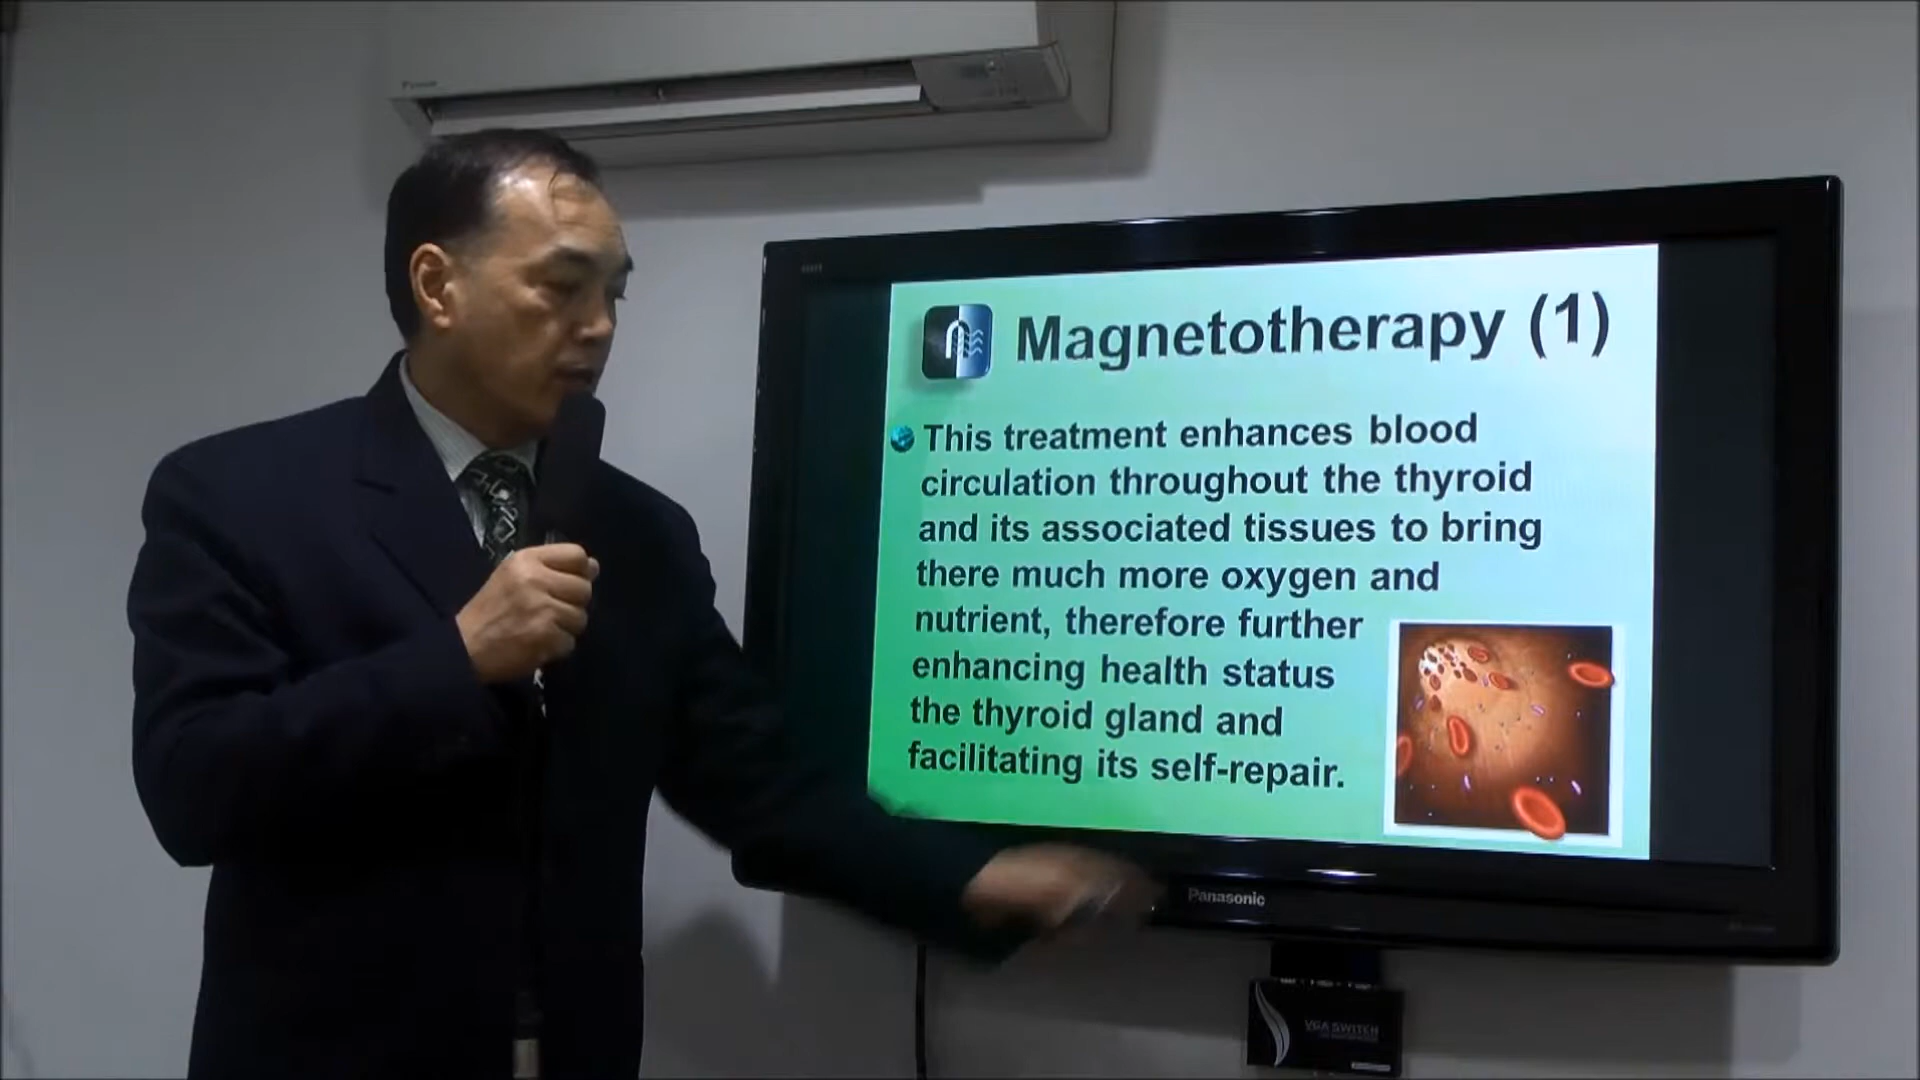 Magnetotherapy (1)
This treatment enhances blood
circulation throughout the thyroid
and its associated tissues to bring
there much more oxygen and
nutrient, therefore further
enhancing health status
the thyroid gland and
facilitating its self-repair.
Panasonic
VGA SWITCH